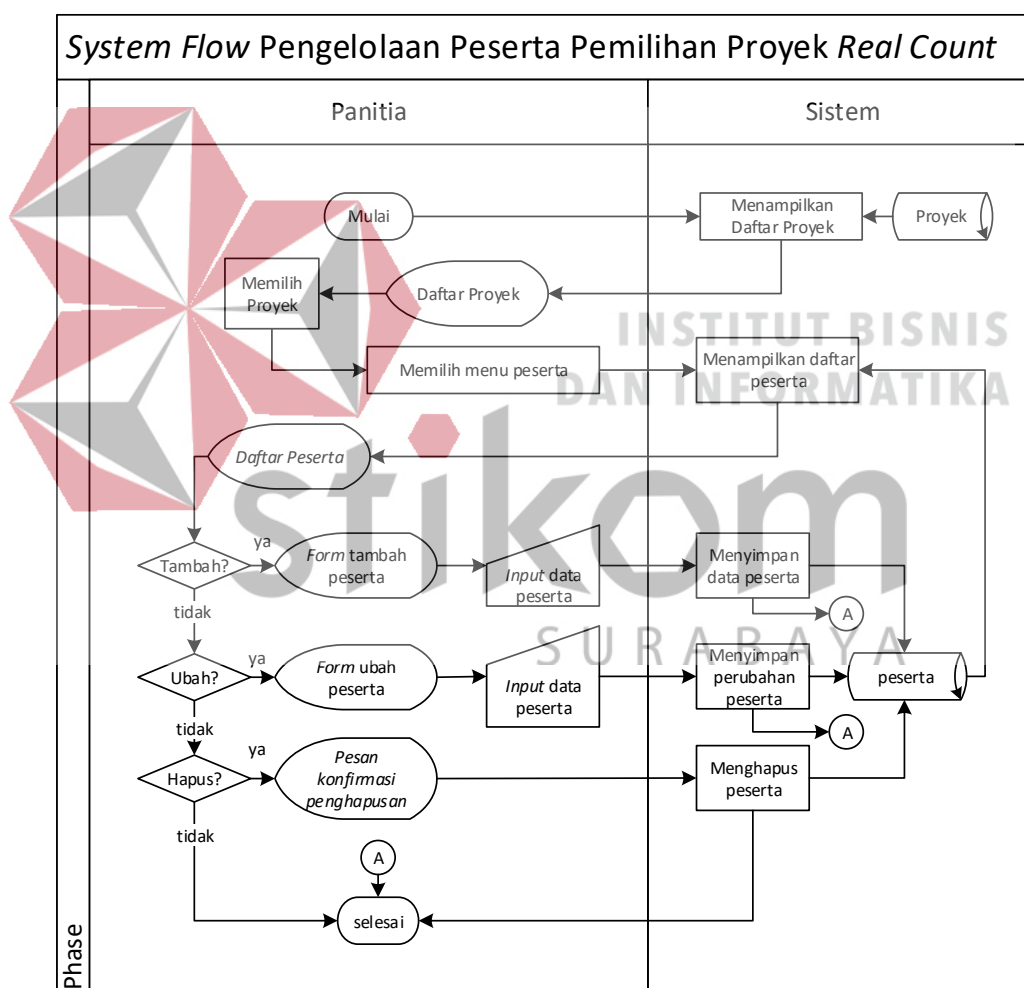 System Flow Pengelolaan Peserta Pemilihan Proyek Real Count
Panitia
Sistem
Mulai
Menampilkan
Daftar Proyek
Proyek
Memilih
Proyek
Daftar Proyek
INSTITUT BISNIS
DAN INFORMATIKA
Memilih menu peserta
Menampilkan daftar
peserta
Daftar Peserta
stikom
SURABAYA
Tambah?
ya
Form tambah
peserta
Input data
peserta
Menyimpan
data peserta
A
tidak
Ubah?
ya
Form ubah
peserta
Input data
peserta
Menyimpan
perubahan
peserta
peserta
A
tidak
Hapus?
ya
Pesan
konfirmasi
penghapusan
Menghapus
peserta
tidak
A
selesai
Phase